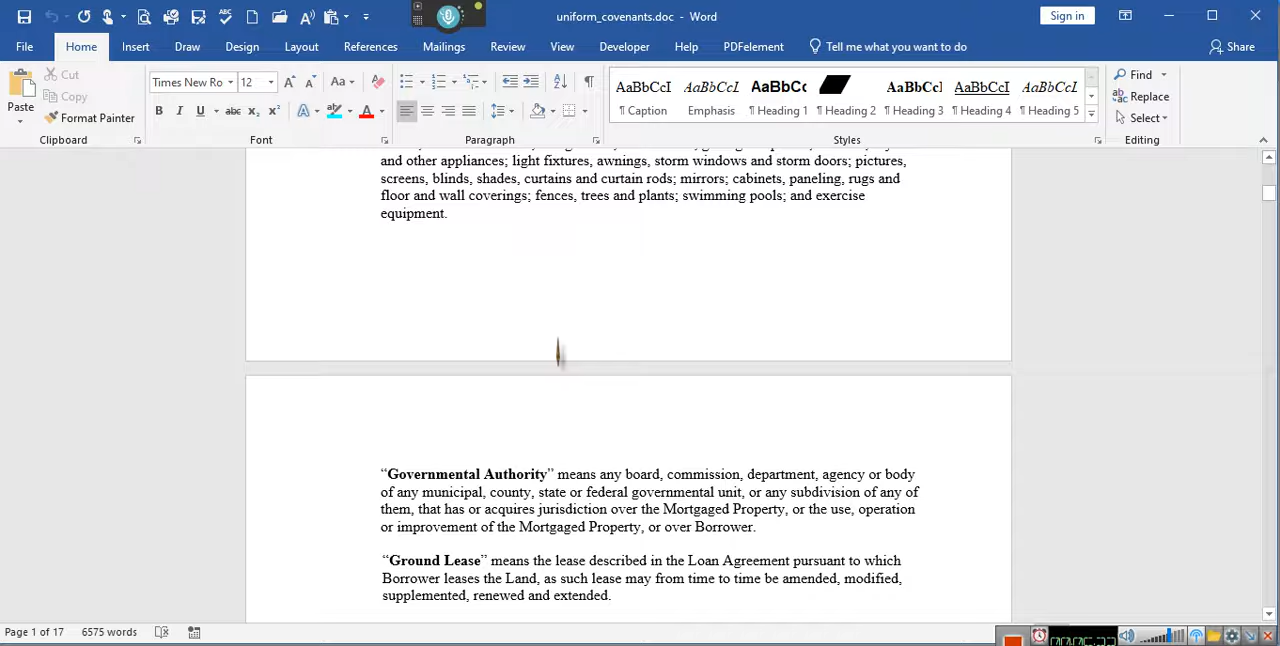 uniform_covenants.doc - Word
Sign in
File Home Insert Draw Design Layout References Mailings Review View Developer Help PDFelement Tell me what you want to do Share
Paste
Cut
Copy
Format Painter
Clipboard
Times New Ro 12
Font
Paragraph
AaBbCcI AaBbCcL AaBbCc AaBbCcl AaBbCcI AaBbCcI
¶ Caption Emphasis ¶ Heading 1 ¶ Heading 2 ¶ Heading 3 ¶ Heading 4 ¶ Heading 5
Styles
Find
Replace
Select
Editing
and other appliances; light fixtures, awnings, storm windows and storm doors; pictures,
screens, blinds, shades, curtains and curtain rods; mirrors; cabinets, paneling, rugs and
floor and wall coverings; fences, trees and plants; swimming pools; and exercise
equipment.
“Governmental Authority” means any board, commission, department, agency or body
of any municipal, county, state or federal governmental unit, or any subdivision of any of
them, that has or acquires jurisdiction over the Mortgaged Property, or the use, operation
or improvement of the Mortgaged Property, or over Borrower.
“Ground Lease” means the lease described in the Loan Agreement pursuant to which
Borrower leases the Land, as such lease may from time to time be amended, modified,
supplemented, renewed and extended.
Page 1 of 17 6575 words